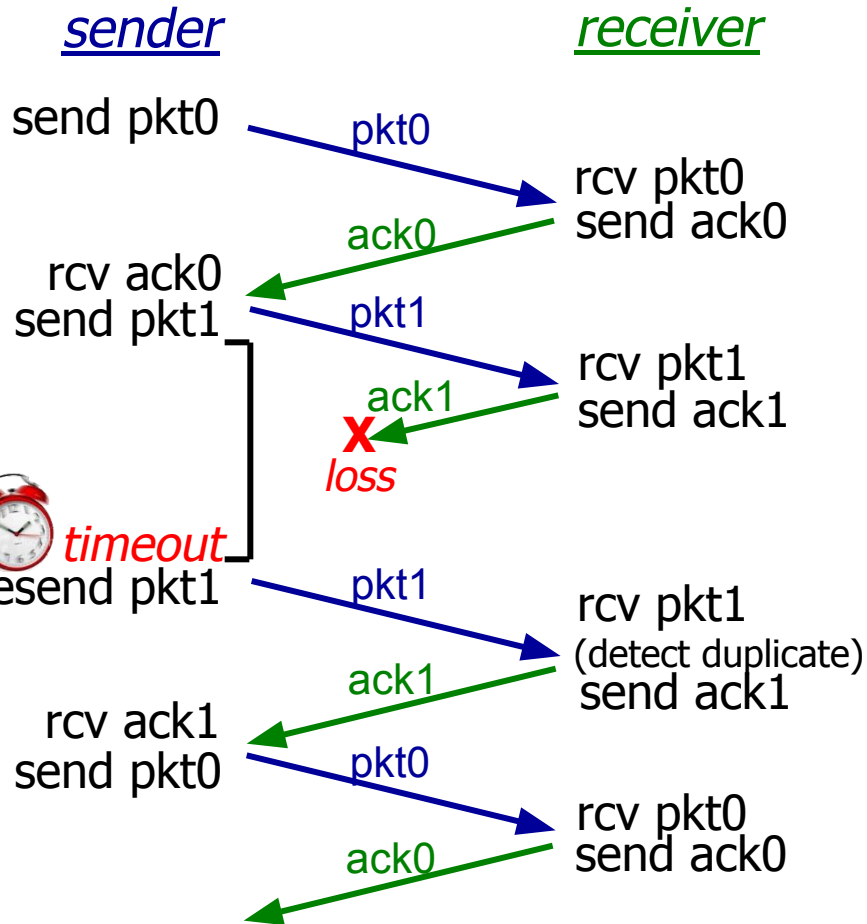 sender
receiver
send pkt0
pkt0
rcv pkt0
send ack0
ack0
rcv ack0
send pkt1
pkt1
rcv pkt1
send ack1
ack1
X
loss
timeout
esend pkt1
pkt1
rcv pkt1
(detect duplicate)
send ack1
ack1
rcv ack1
send pkt0
pkt0
rcv pkt0
send ack0
ack0